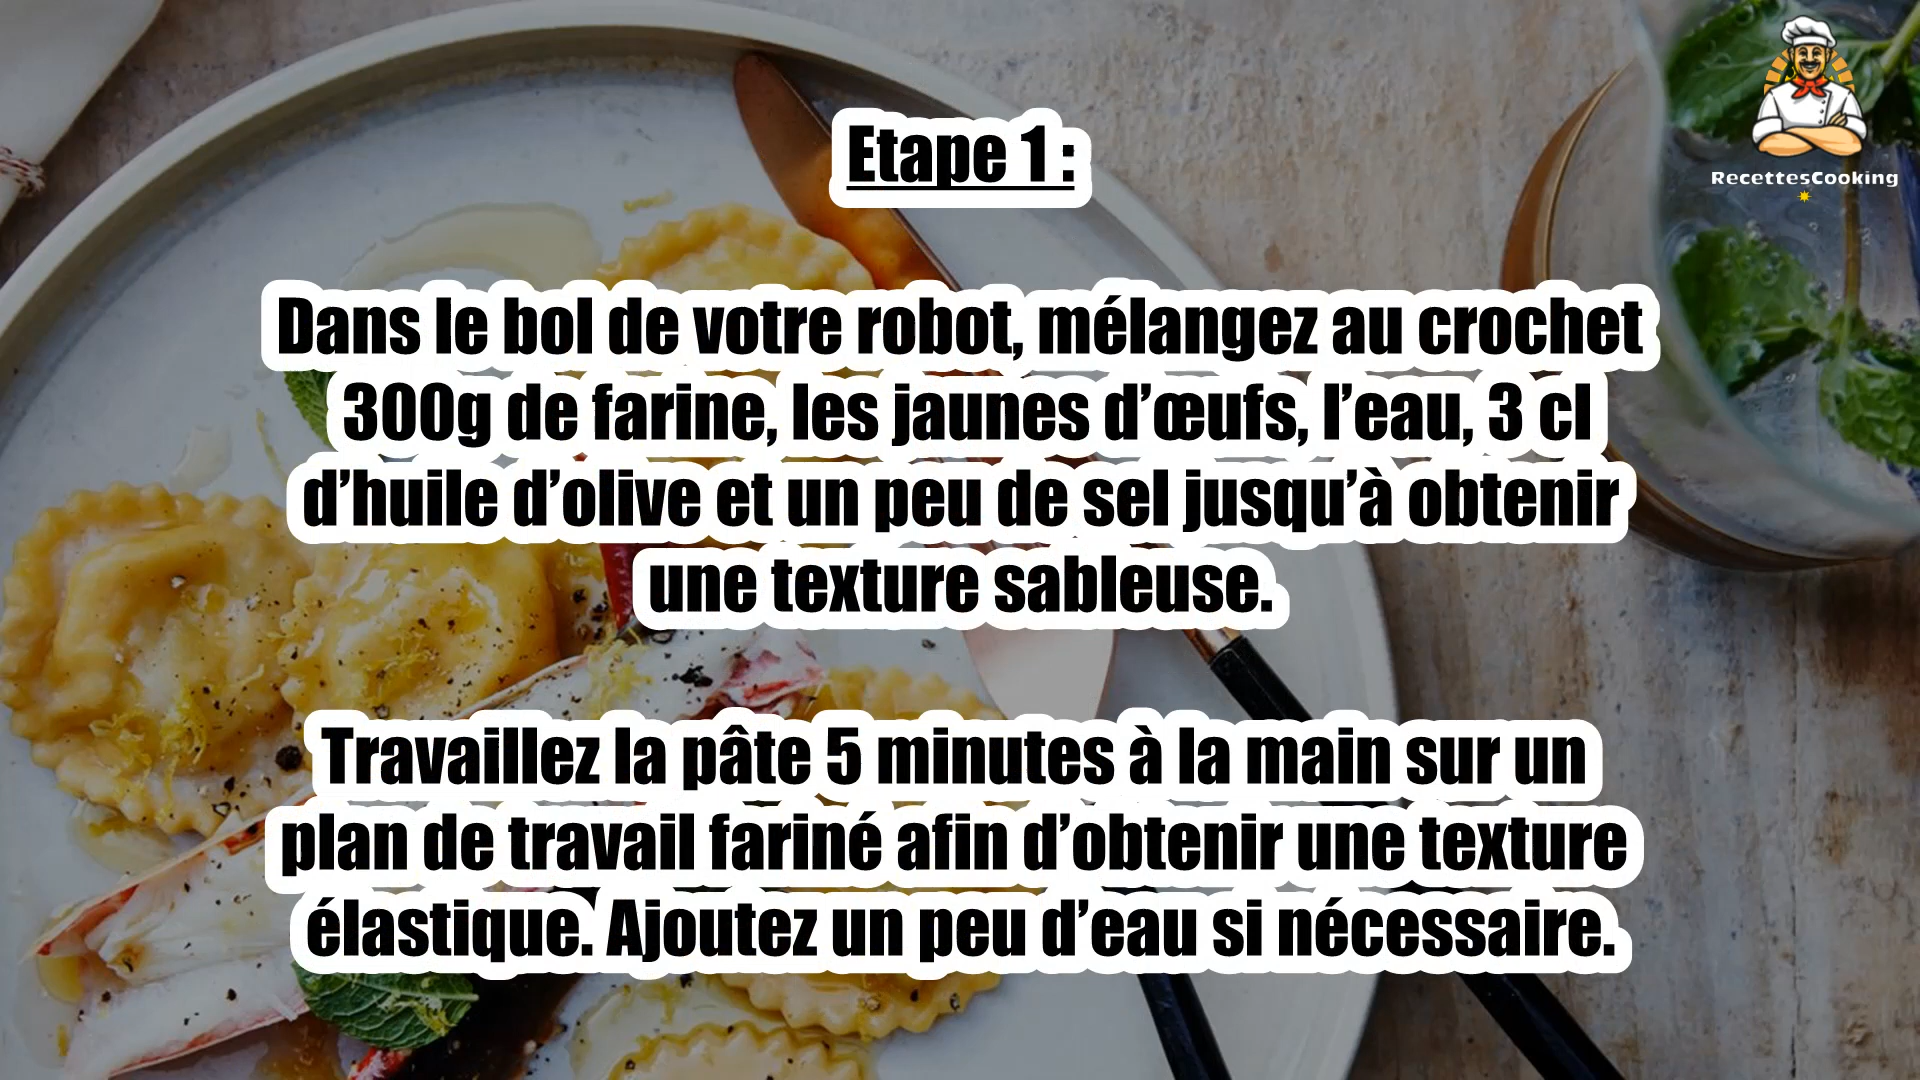 RecettesCooking
Etape 1 :
Dans le bol de votre robot, mélangez au crochet
300g de farine, les jaunes d’œufs, l’eau, 3 cl
d’huile d’olive et un peu de sel jusqu’à obtenir
une texture sableuse.
Travaillez la pâte 5 minutes à la main sur un
plan de travail fariné afin d’obtenir une texture
élastique. Ajoutez un peu d’eau si nécessaire.